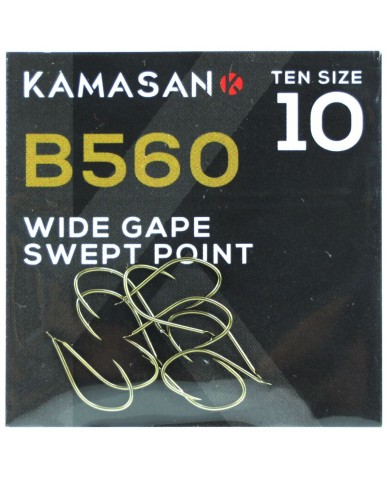 KAMASAN K
TEN SIZE
10
B560
WIDE GAPE
SWEPT POINT